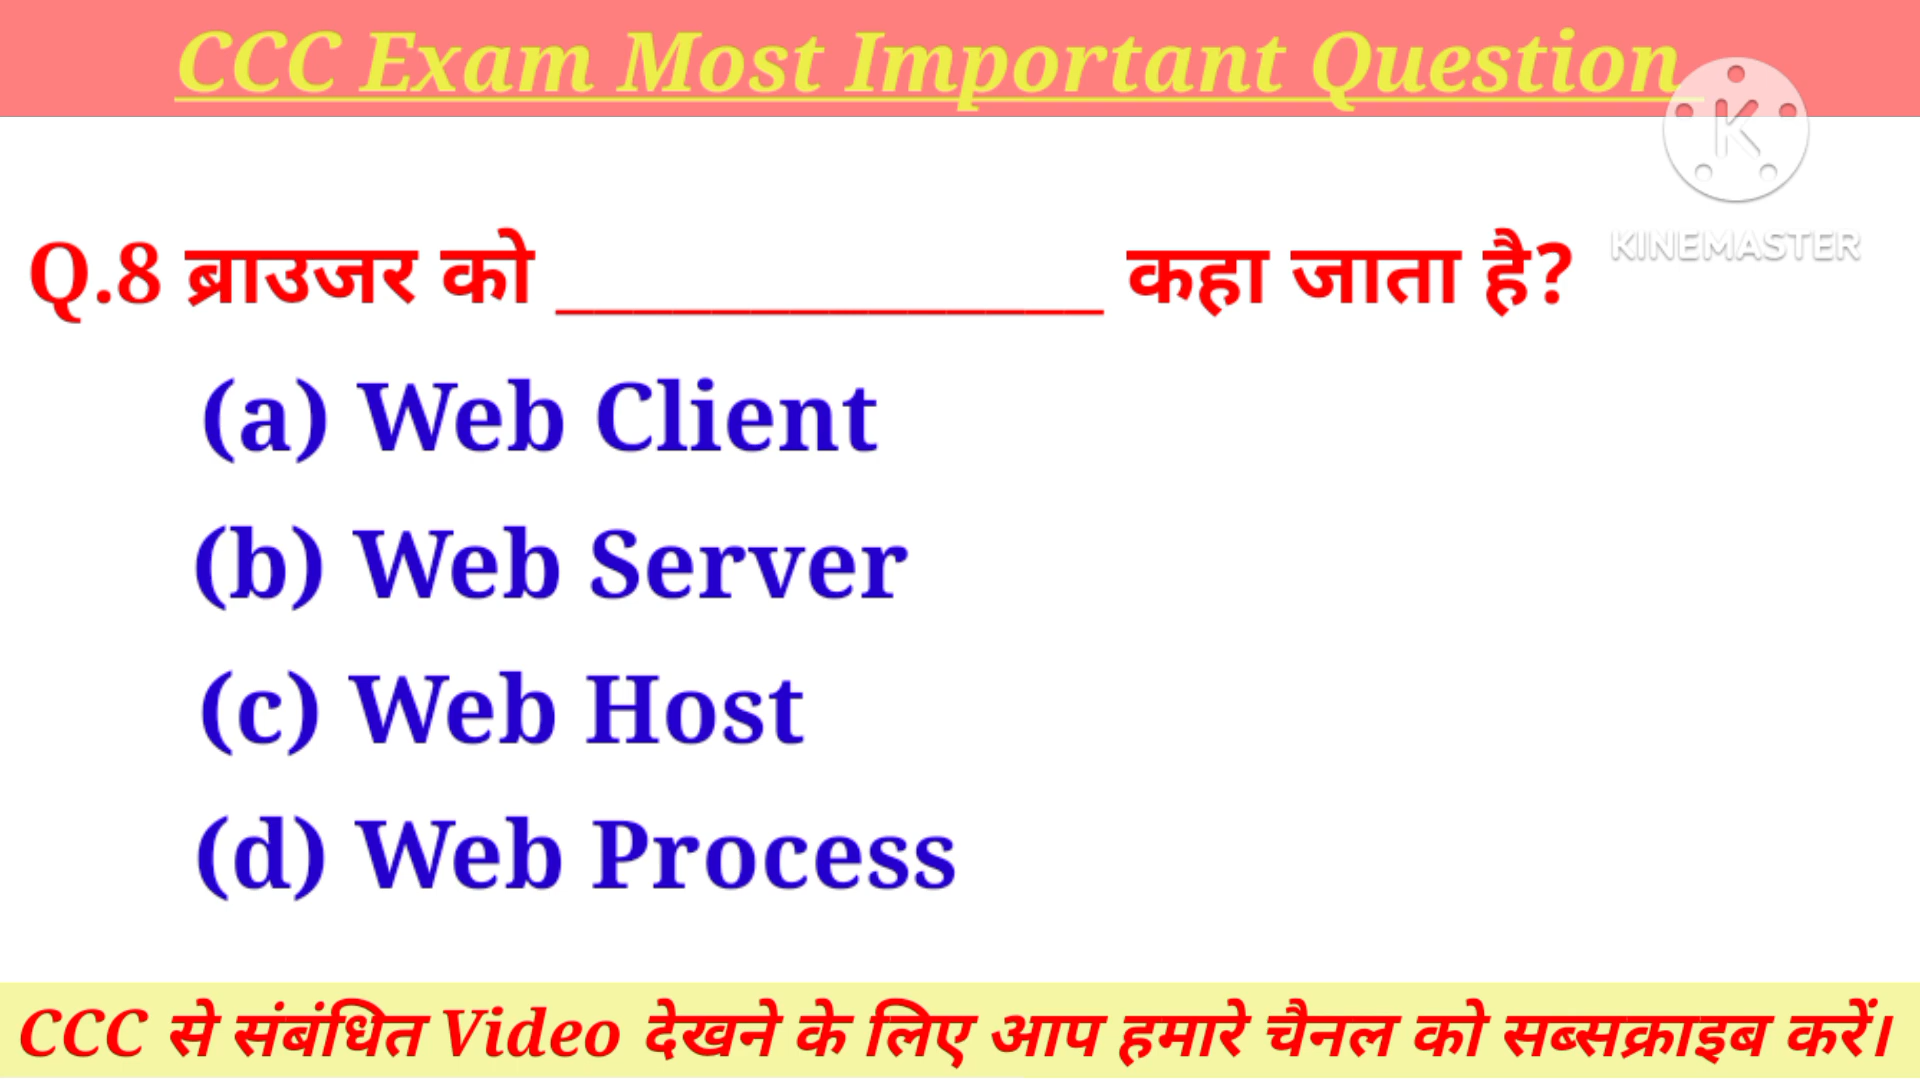 CCC Exam Most Important Question
K
KINEMASTER
Q.8 ब्राउजर को ______________ कहा जाता है?
(a) Web Client
(b) Web Server
(c) Web Host
(d) Web Process
CCC से संबंधित Video देखने के लिए आप हमारे चैनल को सब्सक्राइब करें।